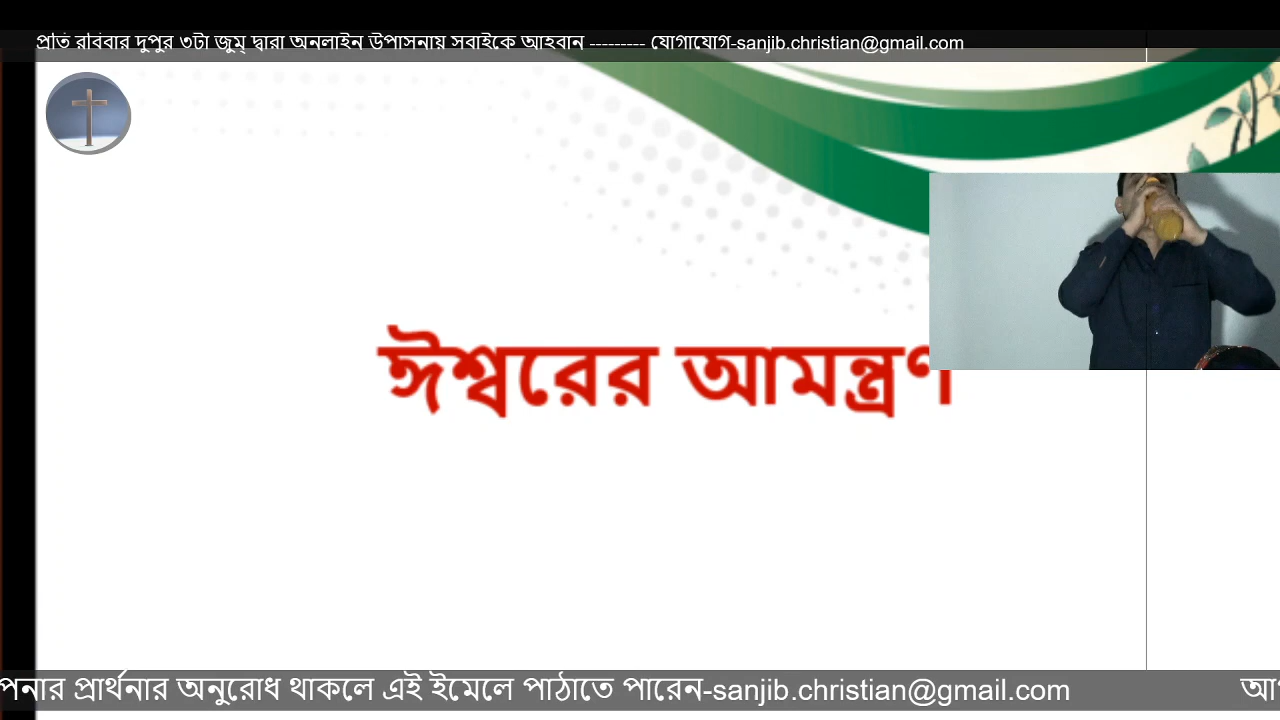 প্রতি রবিবার দুপুর ৩টা জুম্ দ্বারা অনলাইন উপাসনায় সবাইকে আহবান --------- যোগাযোগ-sanjib.christian@gmail.com
ঈশ্বরের আমন্ত্রণ
পনার প্রার্থনার অনুরোধ থাকলে এই ইমেলে পাঠাতে পারেন-sanjib.christian@gmail.com